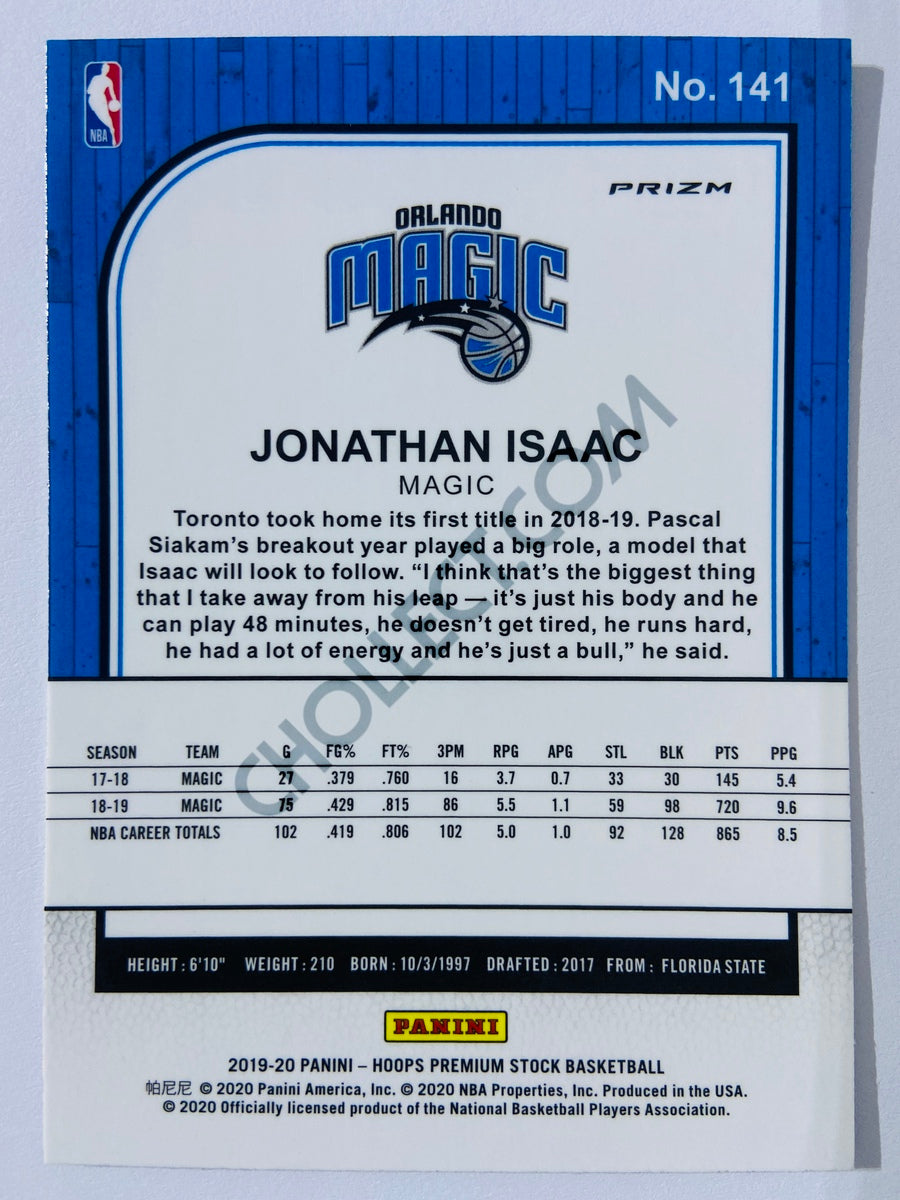 No. 141
NBA
PRIZM
ORLANDO
MAGIC
JONATHAN ISAAC
MAGIC
Toronto took home its first title in 2018-19. Pascal
Siakam's breakout year played a big role, a model that
Isaac will look to follow. “I think that's the biggest thing
that I take away from his leap — it's just his body and he
can play 48 minutes, he doesn't get tired, he runs hard,
he had a lot of energy and he's just a bull,” he said.
CHOLLECT.COM
SEASON TEAM G FG% FT% 3PM RPG APG STL BLK PTS PPG
17-18 MAGIC 27 .379 .760 16 3.7 0.7 33 30 145 5.4
18-19 MAGIC 75 .429 .815 86 5.5 1.1 59 98 720 9.6
NBA CAREER TOTALS 102 .419 .806 102 5.0 1.0 92 128 865 8.5
HEIGHT: 6'10" WEIGHT: 210 BORN: 10/3/1997 DRAFTED: 2017 FROM: FLORIDA STATE
PANINI
2019-20 PANINI – HOOPS PREMIUM STOCK BASKETBALL
帕尼尼 © 2020 Panini America, Inc. © 2020 NBA Properties, Inc. Produced in the USA.
© 2020 Officially licensed product of the National Basketball Players Association.